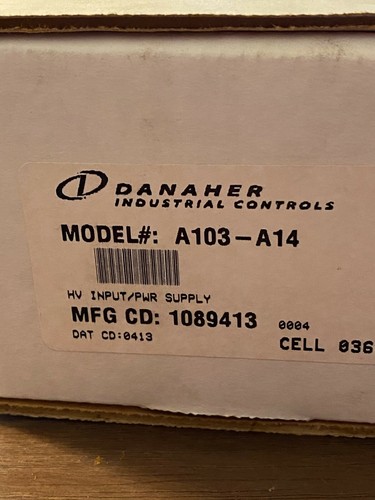 DANAHER
INDUSTRIAL CONTROLS
MODEL#: A103-A14
HV INPUT/PWR SUPPLY
MFG CD: 1089413 0004
DAT CD:0413
CELL 036